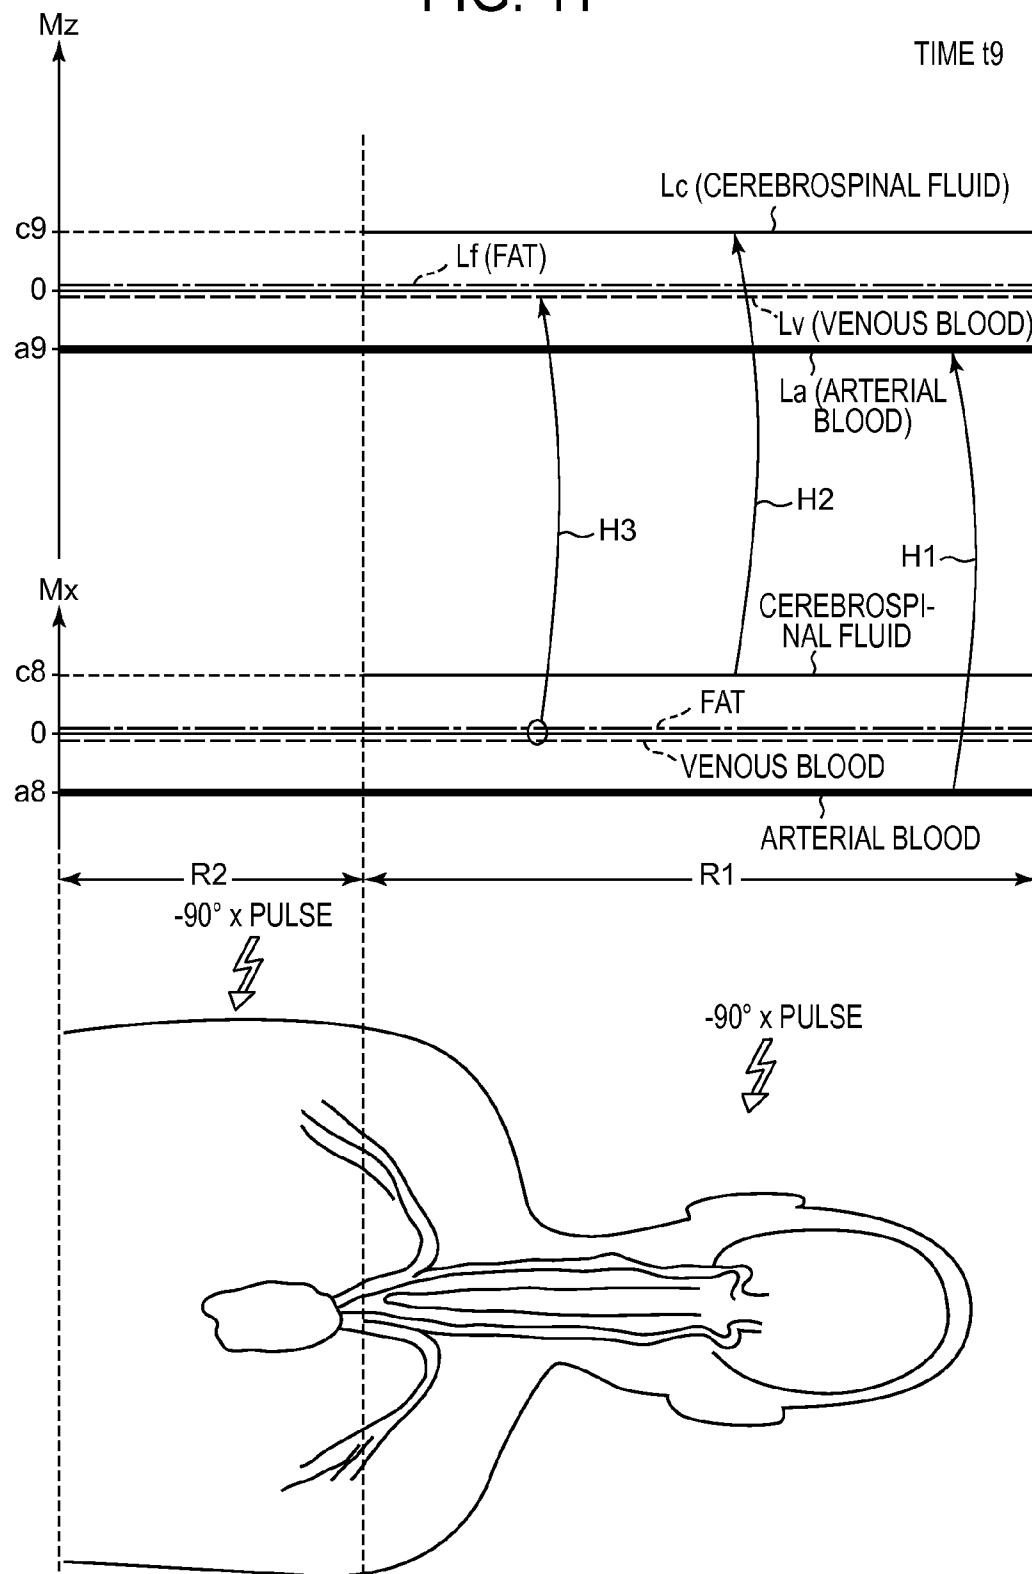 FIG. 11
Mz
TIME t9
Lc (CEREBROSPINAL FLUID)
c9
Lf (FAT)
0
Lv (VENOUS BLOOD)
a9
La (ARTERIAL
BLOOD)
H2
H3
H1
Mx
CEREBROSPI-
NAL FLUID
c8
FAT
0
VENOUS BLOOD
a8
ARTERIAL BLOOD
R2
R1
-90° x PULSE
-90° x PULSE